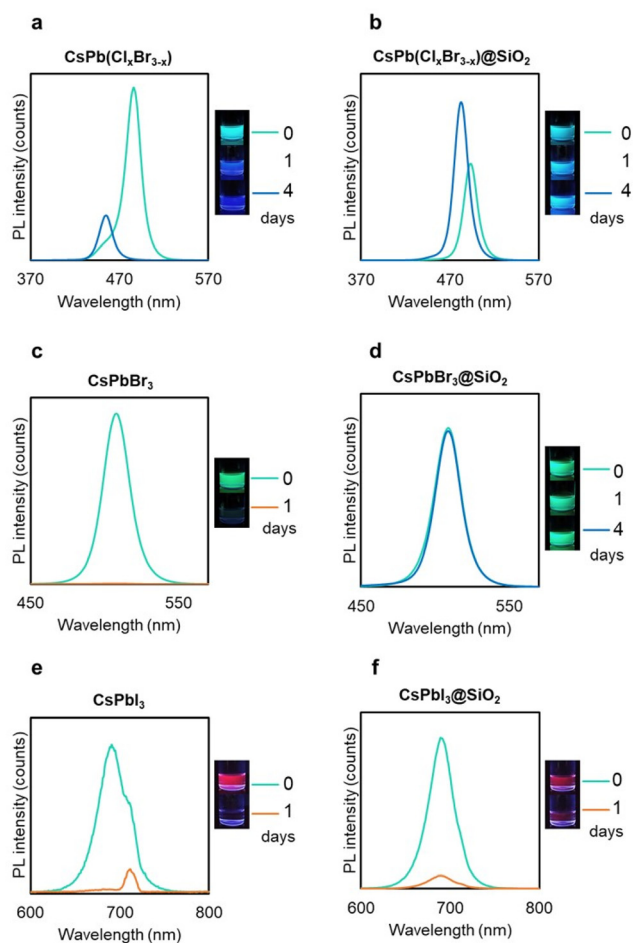 a
CsPb(ClₓBr₃₋ₓ)
PL intensity (counts)
0
1
4
days
370 470 570
Wavelength (nm)
b
CsPb(ClₓBr₃₋ₓ)@SiO₂
PL intensity (counts)
0
1
4
days
370 470 570
Wavelength (nm)
c
CsPbBr₃
PL intensity (counts)
0
1
days
450 550
Wavelength (nm)
d
CsPbBr₃@SiO₂
PL intensity (counts)
0
1
4
days
450 550
Wavelength (nm)
e
CsPbI₃
PL intensity (counts)
0
1
days
600 700 800
Wavelength (nm)
f
CsPbI₃@SiO₂
PL intensity (counts)
0
1
days
600 700 800
Wavelength (nm)